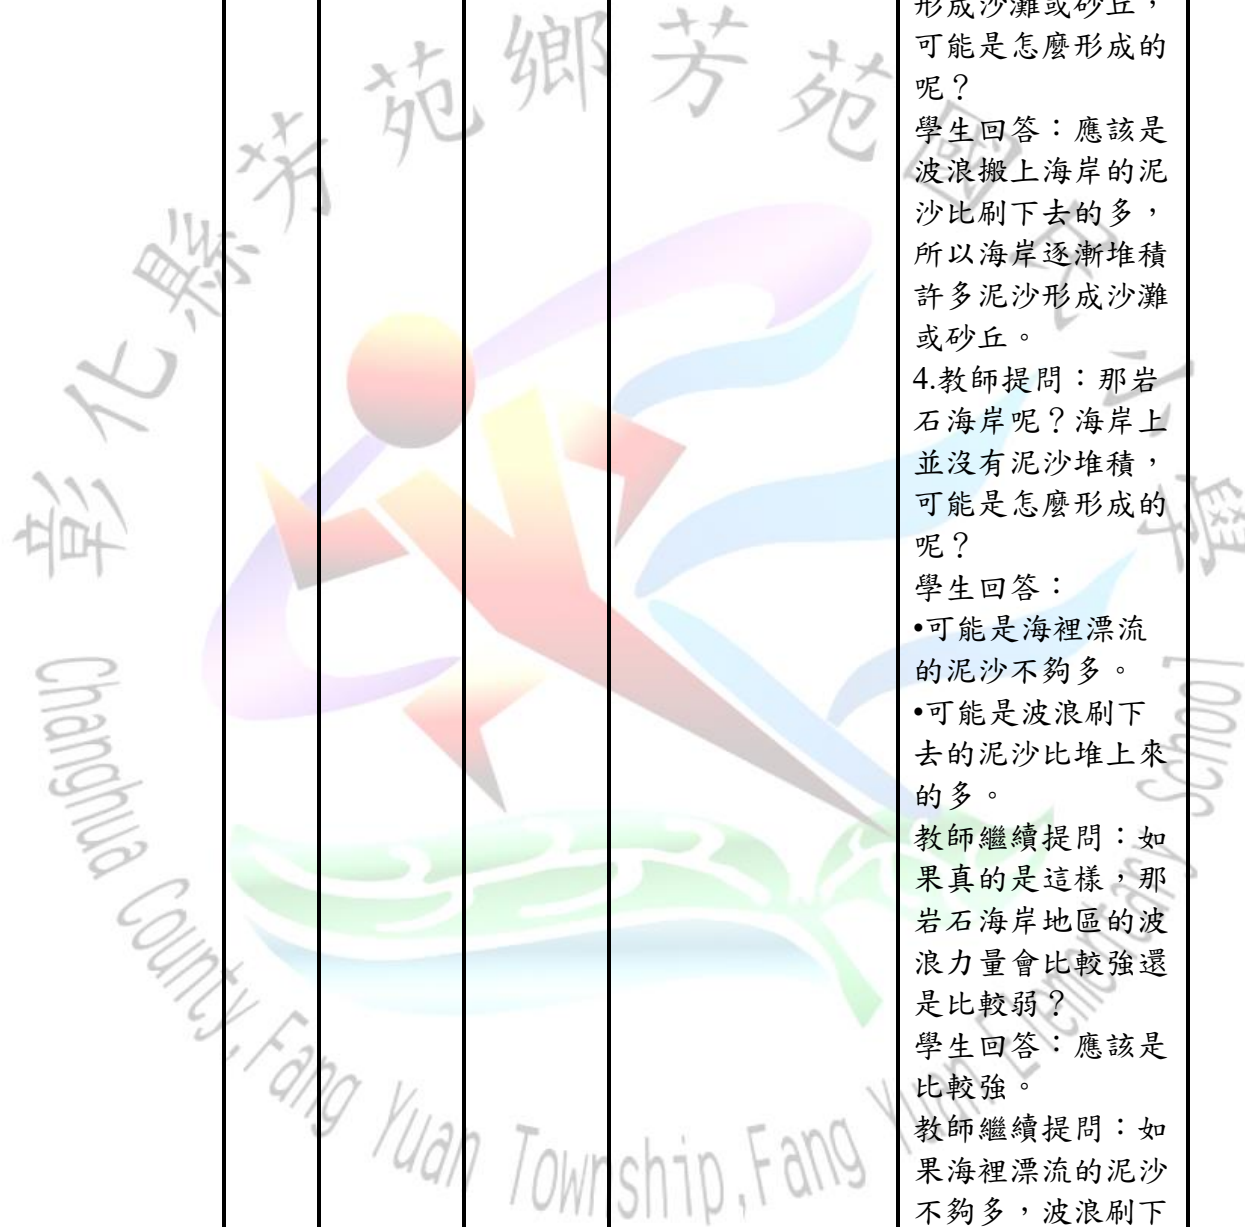 形成沙灘或砂丘，
可能是怎麼形成的
呢？
學生回答：應該是
波浪搬上海岸的泥
沙比刷下去的多，
所以海岸逐漸堆積
許多泥沙形成沙灘
或砂丘。
4.教師提問：那岩
石海岸呢？海岸上
並沒有泥沙堆積，
可能是怎麼形成的
呢？
學生回答：
•可能是海裡漂流
的泥沙不夠多。
•可能是波浪刷下
去的泥沙比堆上來
的多。
教師繼續提問：如
果真的是這樣，那
岩石海岸地區的波
浪力量會比較強還
是比較弱？
學生回答：應該是
比較強。
教師繼續提問：如
果海裡漂流的泥沙
不夠多，波浪刷下
彰化縣芳苑鄉芳苑國民小學
Changhua County, Fang Yuan Township, Fang Yuan Elementary School